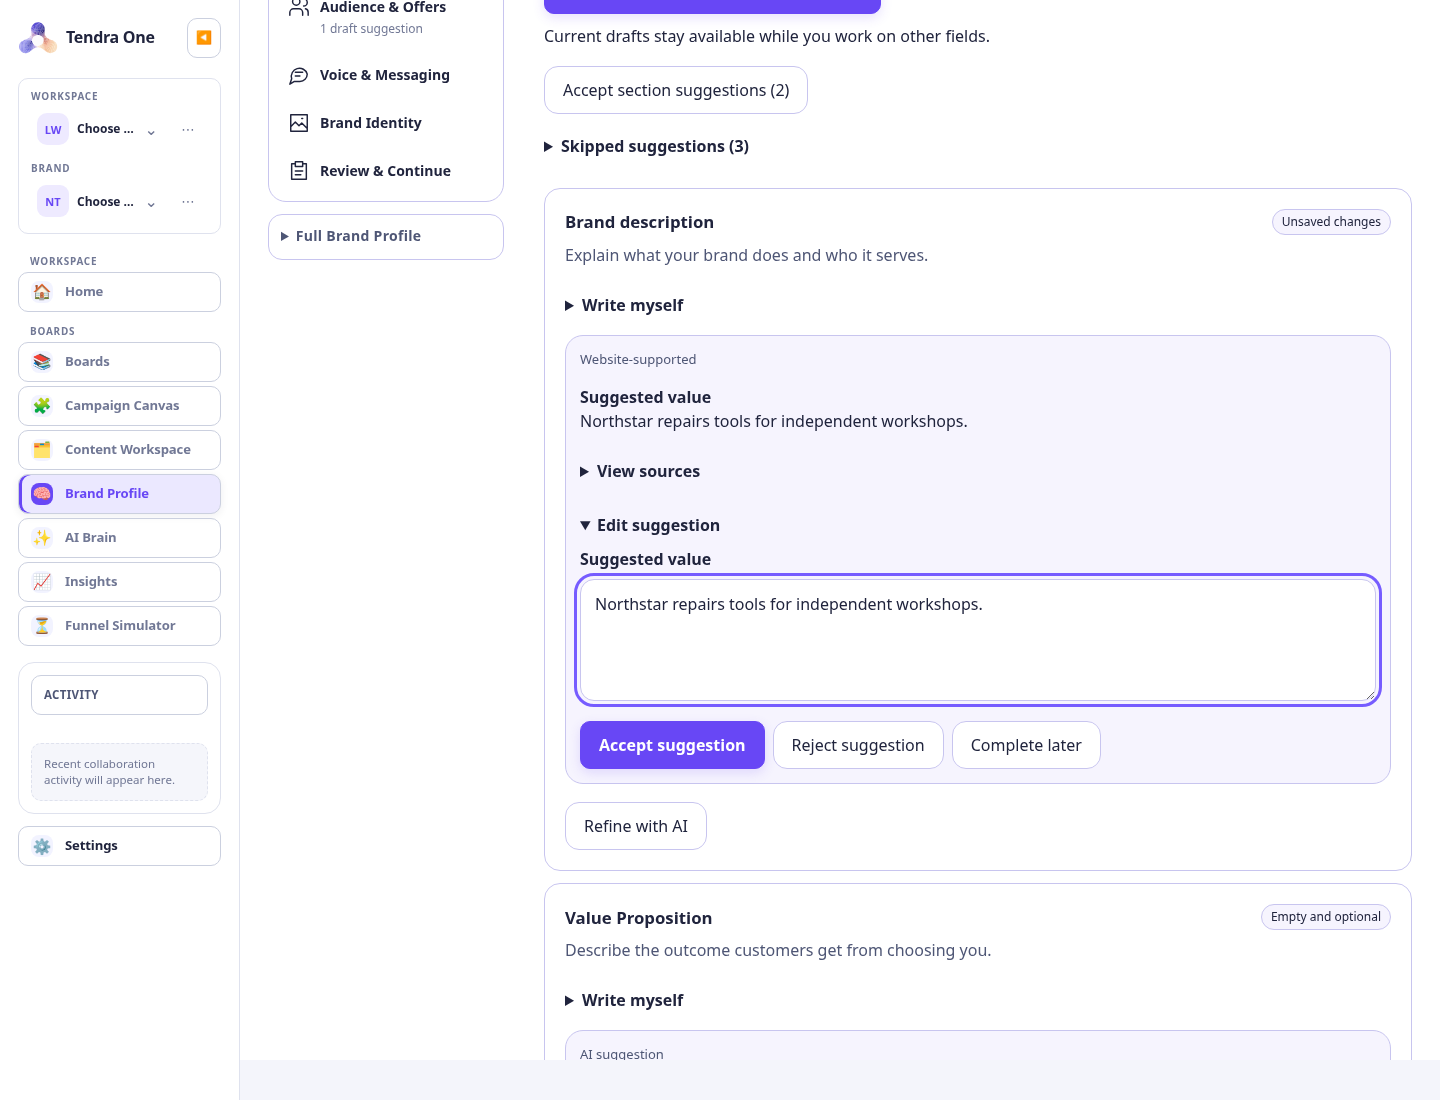 Tendra One
WORKSPACE
LW Choose ...
BRAND
NT Choose ...
WORKSPACE
Home
BOARDS
Boards
Campaign Canvas
Content Workspace
Brand Profile
AI Brain
Insights
Funnel Simulator
ACTIVITY
Recent collaboration
activity will appear here.
Settings
Audience & Offers
1 draft suggestion
Voice & Messaging
Brand Identity
Review & Continue
Full Brand Profile
Current drafts stay available while you work on other fields.
Accept section suggestions (2)
Skipped suggestions (3)
Brand description
Unsaved changes
Explain what your brand does and who it serves.
Write myself
Website-supported
Suggested value
Northstar repairs tools for independent workshops.
View sources
Edit suggestion
Suggested value
Northstar repairs tools for independent workshops.
Accept suggestion Reject suggestion Complete later
Refine with AI
Value Proposition
Empty and optional
Describe the outcome customers get from choosing you.
Write myself
AI suggestion